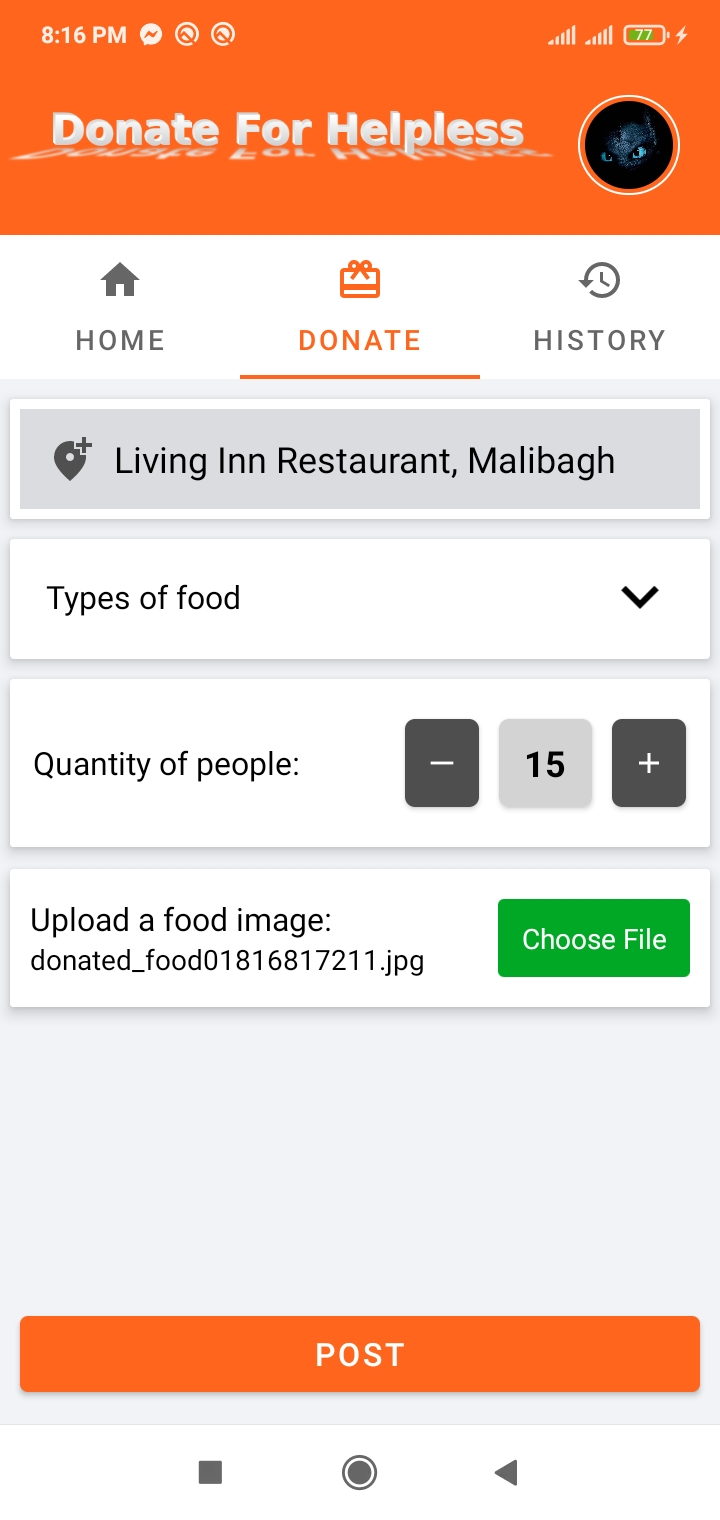 8:16 PM
77
Donate For Helpless
HOME
DONATE
HISTORY
Living Inn Restaurant, Malibagh
Types of food
Quantity of people:
15
Upload a food image:
donated_food01816817211.jpg
Choose File
POST